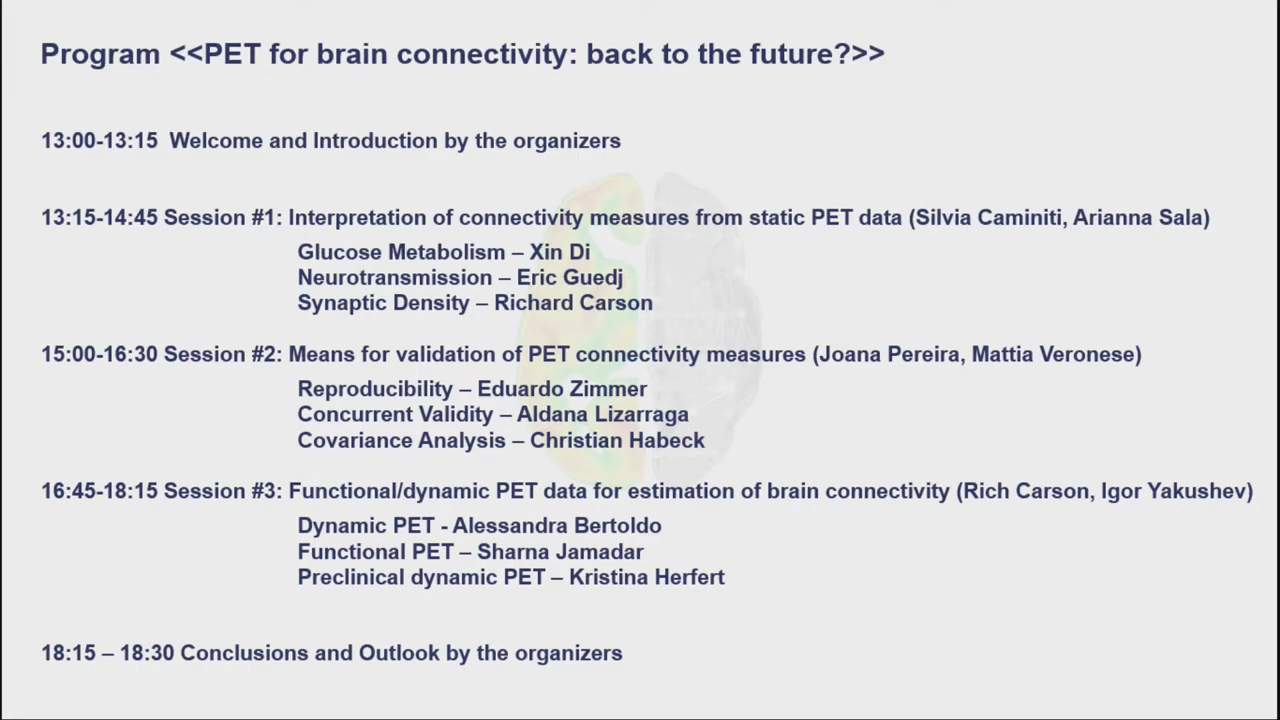 Program <<PET for brain connectivity: back to the future?>>
13:00-13:15 Welcome and Introduction by the organizers
13:15-14:45 Session #1: Interpretation of connectivity measures from static PET data (Silvia Caminiti, Arianna Sala)
Glucose Metabolism – Xin Di
Neurotransmission – Eric Guedj
Synaptic Density – Richard Carson
15:00-16:30 Session #2: Means for validation of PET connectivity measures (Joana Pereira, Mattia Veronese)
Reproducibility – Eduardo Zimmer
Concurrent Validity – Aldana Lizarraga
Covariance Analysis – Christian Habeck
16:45-18:15 Session #3: Functional/dynamic PET data for estimation of brain connectivity (Rich Carson, Igor Yakushev)
Dynamic PET - Alessandra Bertoldo
Functional PET – Sharna Jamadar
Preclinical dynamic PET – Kristina Herfert
18:15 – 18:30 Conclusions and Outlook by the organizers